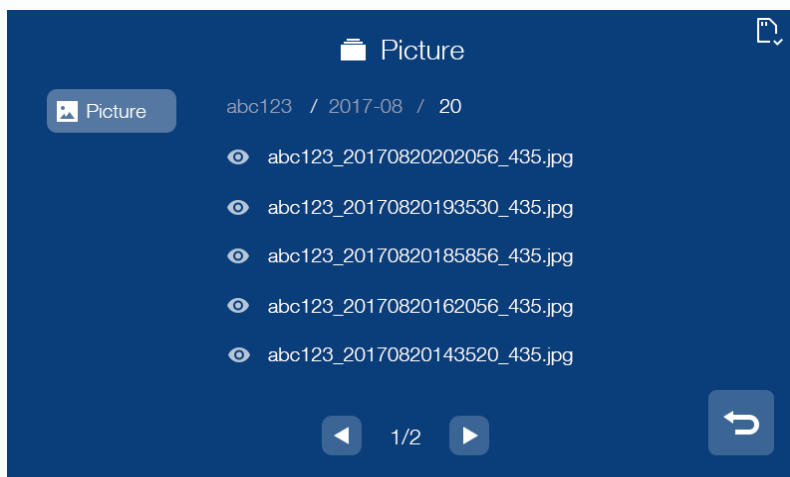 Picture
Picture
abc123 / 2017-08 / 20
abc123_20170820202056_435.jpg
abc123_20170820193530_435.jpg
abc123_20170820185856_435.jpg
abc123_20170820162056_435.jpg
abc123_20170820143520_435.jpg
1/2